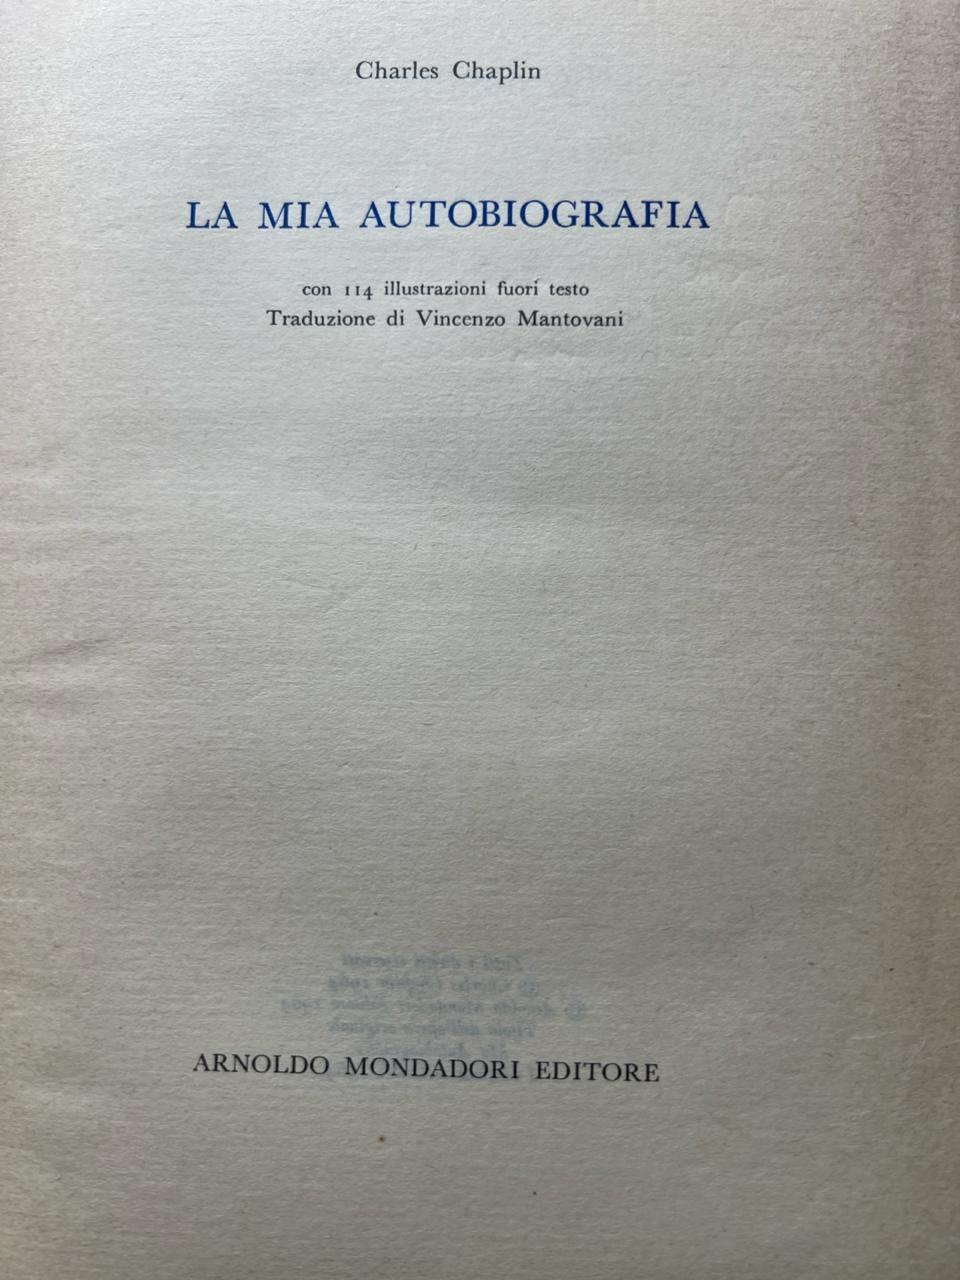 Charles Chaplin
LA MIA AUTOBIOGRAFIA
con 114 illustrazioni fuori testo
Traduzione di Vincenzo Mantovani
ARNOLDO MONDADORI EDITORE